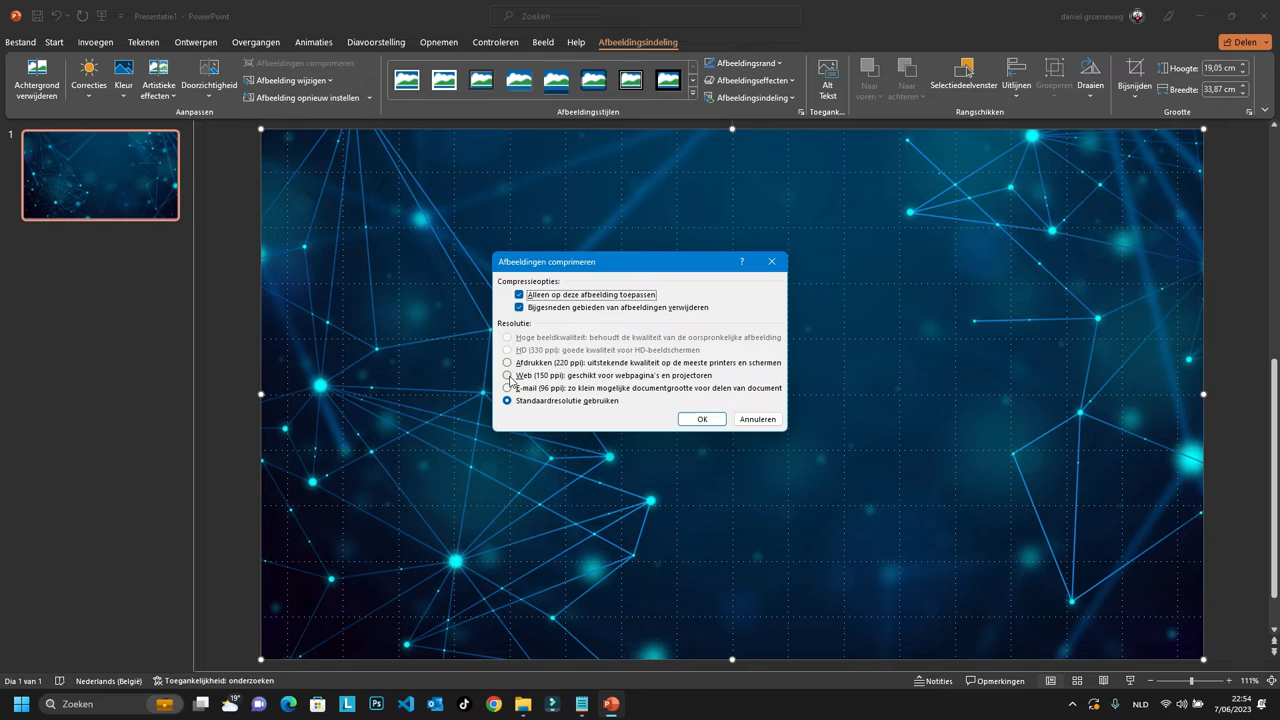 Presentatie1 - PowerPoint
Zoeken
daniel groeneweg
Bestand Start Invoegen Tekenen Ontwerpen Overgangen Animaties Diavoorstelling Opnemen Controleren Beeld Help Afbeeldingsindeling
Delen
Achtergrond verwijderen
Correcties
Kleur
Artistieke effecten
Doorzichtigheid
Afbeeldingen comprimeren
Afbeelding wijzigen
Afbeelding opnieuw instellen
Aanpassen
Afbeeldingsrand
Afbeeldingseffecten
Afbeeldingsindeling
Afbeeldingsstijlen
Alt Tekst
Toegank...
Naar voren
Naar achteren
Selectiedeelvenster
Uitlijnen
Groeperen
Draaien
Rangschikken
Bijsnijden
Hoogte: 19,05 cm
Breedte: 33,87 cm
Grootte
1
Afbeeldingen comprimeren
?
Compressieopties:
Alleen op deze afbeelding toepassen
Bijgesneden gebieden van afbeeldingen verwijderen
Resolutie:
Hoge beeldkwaliteit: behoudt de kwaliteit van de oorspronkelijke afbeelding
HD (330 ppi): goede kwaliteit voor HD-beeldschermen
Afdrukken (220 ppi): uitstekende kwaliteit op de meeste printers en schermen
Web (150 ppi): geschikt voor webpagina's en projectoren
E-mail (96 ppi): zo klein mogelijke documentgrootte voor delen van document
Standaardresolutie gebruiken
OK
Annuleren
Dia 1 van 1
Nederlands (België)
Toegankelijkheid: onderzoeken
Notities
Opmerkingen
111%
Zoeken
19°
L
Ps
NLD
22:54
7/06/2023